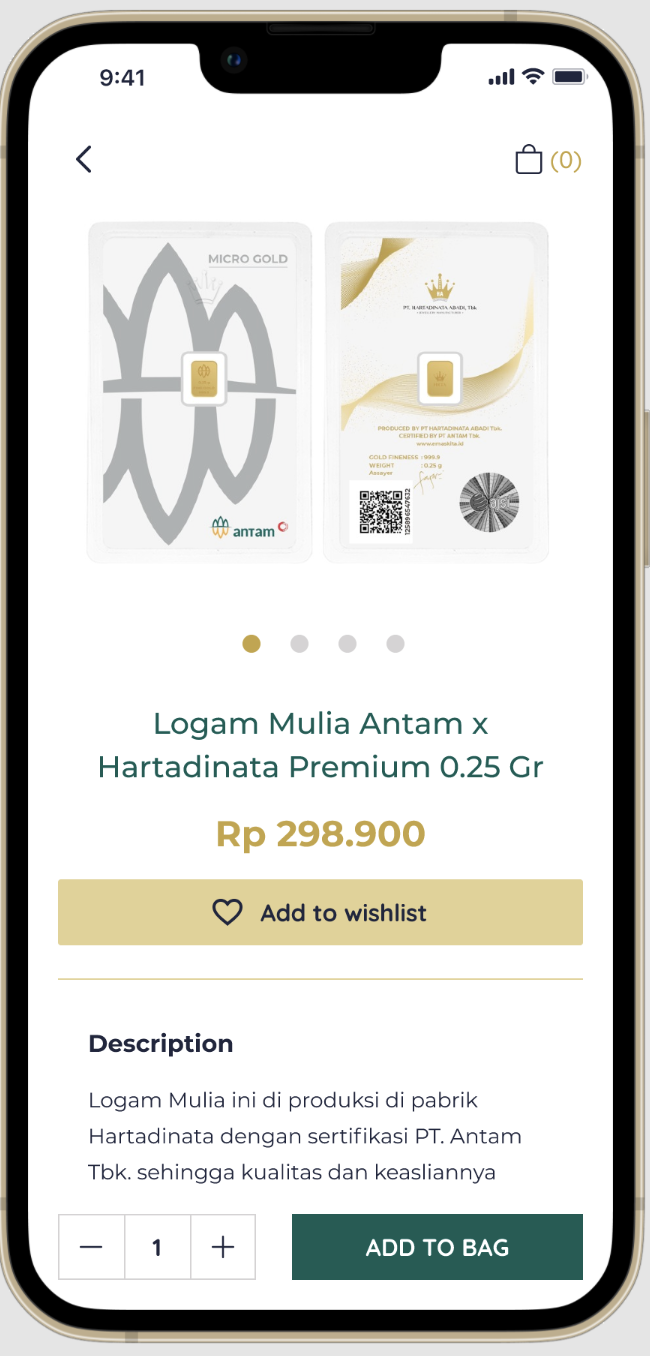 9:41
(0)
MICRO GOLD
antam
PT. HARTADINATA ABADI, Tbk.
PRODUCED BY PT HARTADINATA ABADI Tbk.
CERTIFIED BY PT ANTAM Tbk.
www.emaskita.id
GOLD FINENESS : 999.9
WEIGHT : 0.25 g
Assayer
Logam Mulia Antam x
Hartadinata Premium 0.25 Gr
Rp 298.900
Add to wishlist
Description
Logam Mulia ini di produksi di pabrik
Hartadinata dengan sertifikasi PT. Antam
Tbk. sehingga kualitas dan keasliannya
1
ADD TO BAG